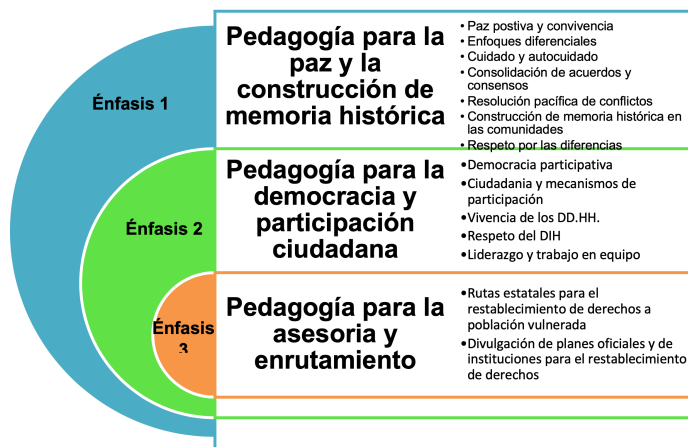 Énfasis 1
Pedagogía para la
paz y la
construcción de
memoria histórica
• Paz postiva y convivencia
• Enfoques diferenciales
• Cuidado y autocuidado
• Consolidación de acuerdos y
consensos
• Resolución pacífica de conflictos
• Construcción de memoria histórica en
las comunidades
• Respeto por las diferencias
Énfasis 2
Pedagogía para la
democracia y
participación
ciudadana
•Democracia participativa
•Ciudadania y mecanismos de
participación
•Vivencia de los DD.HH.
•Respeto del DIH
•Liderazgo y trabajo en equipo
Énfasis
3
Pedagogía para la
asesoria y
enrutamiento
•Rutas estatales para el
restablecimiento de derechos a
población vulnerada
•Divulgación de planes oficiales y de
instituciones para el restablecimiento
de derechos